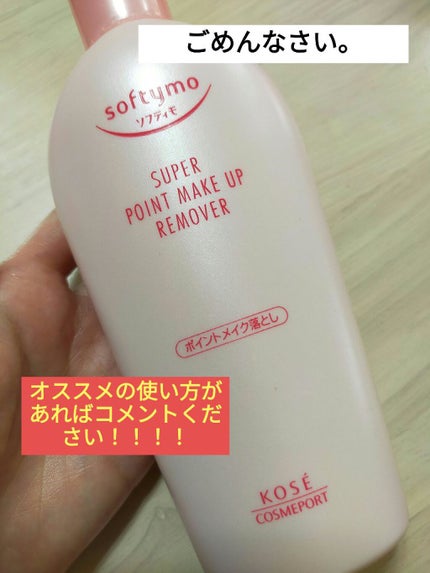 ごめんなさい。
softymo
ソフティモ
SUPER
POINT MAKE UP
REMOVER
ポイントメイク落とし
オススメの使い方が
あればコメントくだ
さい！！！！
KOSÉ
COSMEPORT